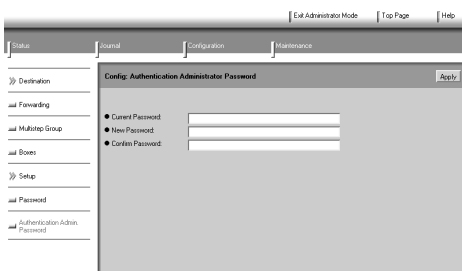 Exit Administrator Mode Top Page Help
Status Journal Configuration Maintenance
Destination
Forwarding
Multistep Group
Boxes
Setup
Password
Authentication Admin.
Password
Config: Authentication Administrator Password Apply
Current Password:
New Password:
Confirm Password: